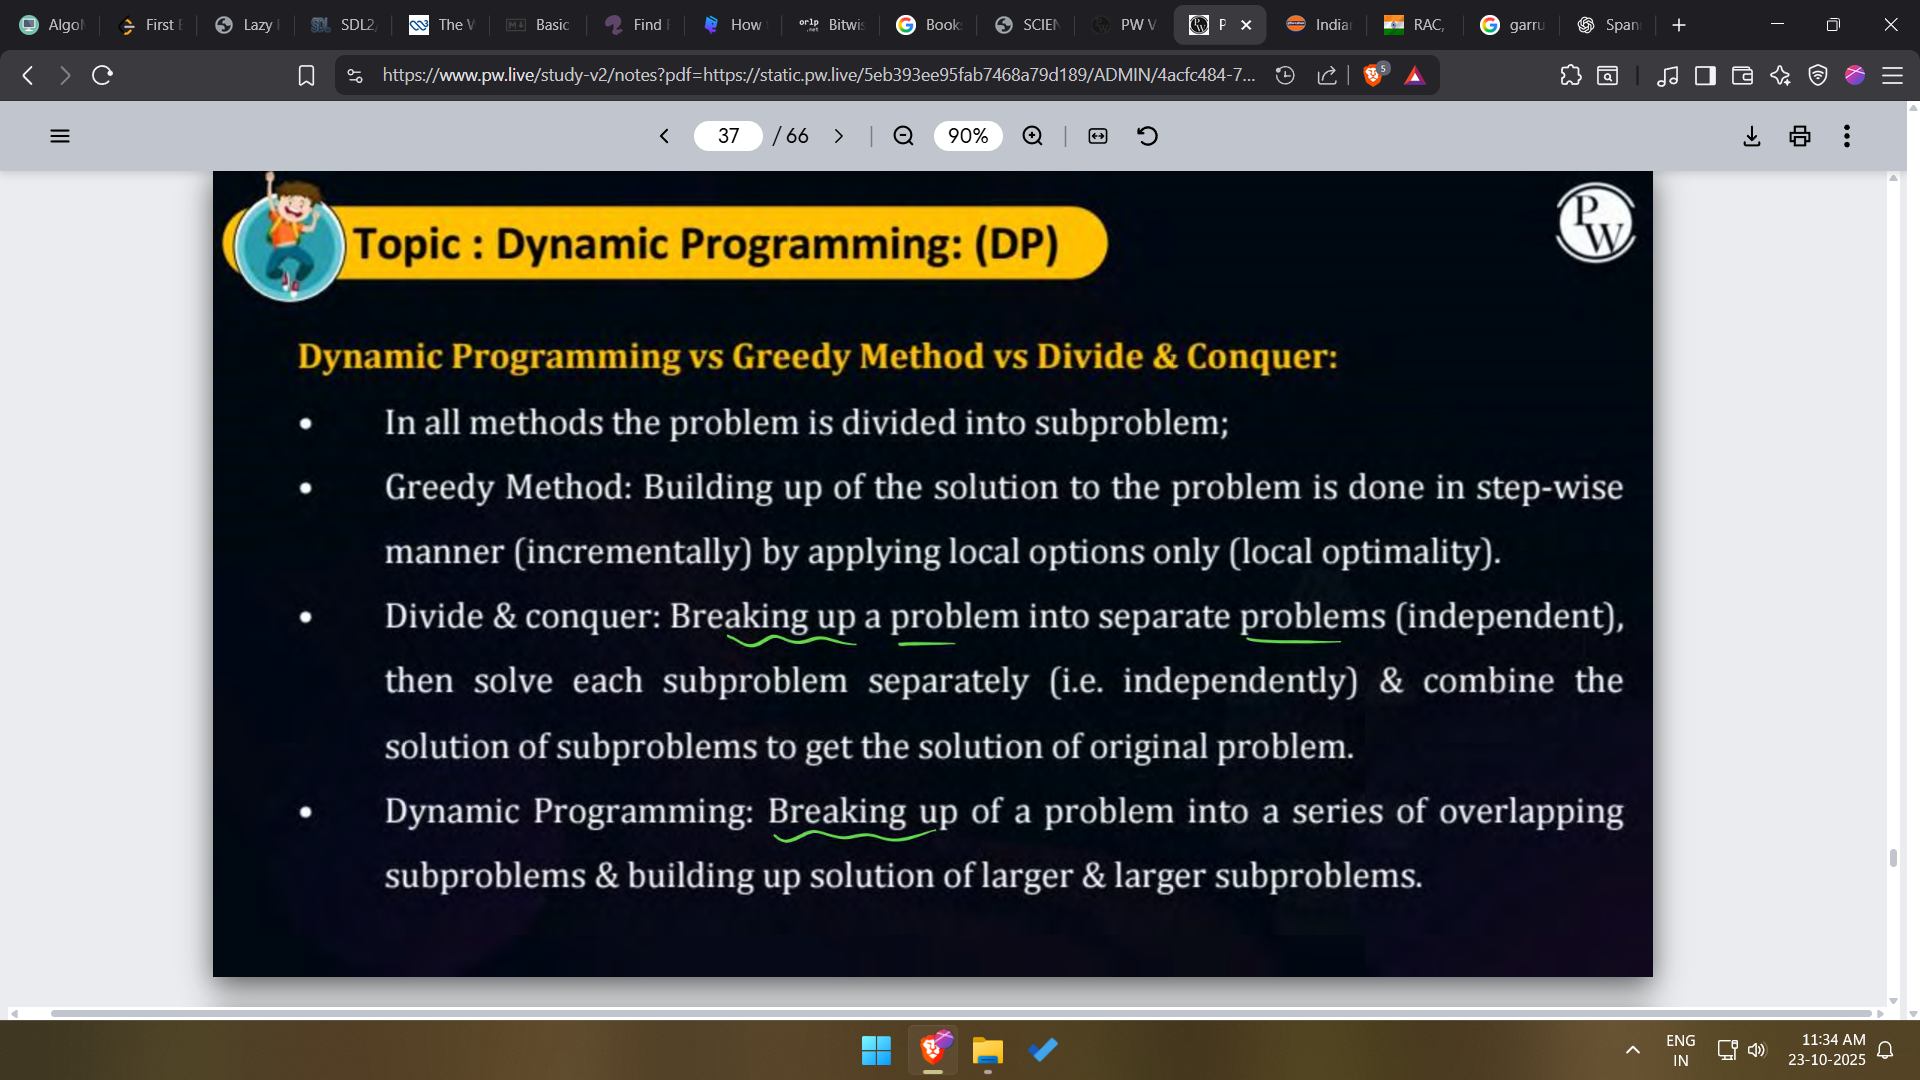 Algo
First
Lazy
SDL2,
The W
Basic
Find
How
orlp
.net
Bitwis
Books
SCIEN
PW V
P
India
RAC,
garru
Span
https://www.pw.live/study-v2/notes?pdf=https://static.pw.live/5eb393ee95fab7468a79d189/ADMIN/4acfc484-7...
5
37 / 66
90%
Topic : Dynamic Programming: (DP)
PW
Dynamic Programming vs Greedy Method vs Divide & Conquer:
• In all methods the problem is divided into subproblem;
• Greedy Method: Building up of the solution to the problem is done in step-wise
manner (incrementally) by applying local options only (local optimality).
• Divide & conquer: Breaking up a problem into separate problems (independent),
then solve each subproblem separately (i.e. independently) & combine the
solution of subproblems to get the solution of original problem.
• Dynamic Programming: Breaking up of a problem into a series of overlapping
subproblems & building up solution of larger & larger subproblems.
ENG
IN
11:34 AM
23-10-2025